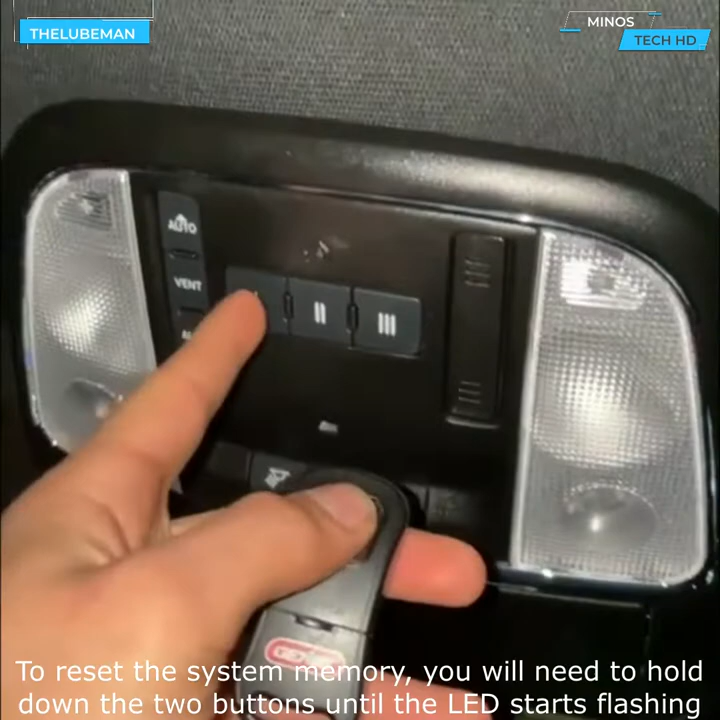 THELUBEMAN
MINOS
TECH HD
AUTO
VENT
I
II
III
To reset the system memory, you will need to hold
down the two buttons until the LED starts flashing